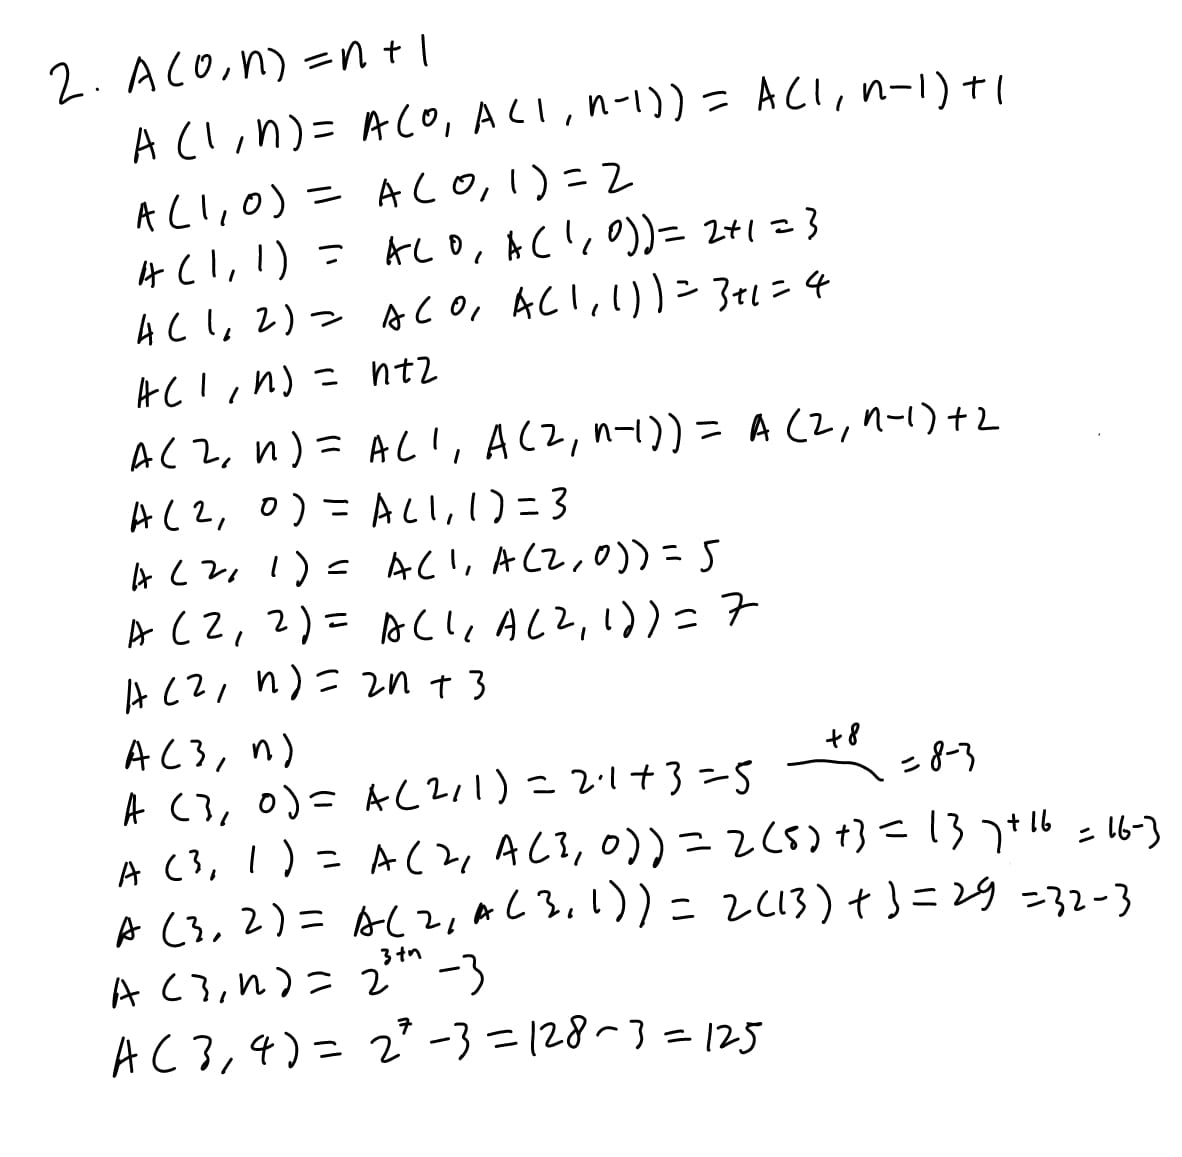 2. A(0,n) = n+1
A(1,n) = A(0, A(1,n-1)) = A(1,n-1)+1
A(1,0) = A(0,1) = 2
A(1,1) = A(0, A(1,0)) = 2+1 = 3
A(1,2) = A(0, A(1,1)) = 3+1 = 4
A(1,n) = n+2
A(2,n) = A(1, A(2,n-1)) = A(2,n-1)+2
A(2,0) = A(1,1) = 3
A(2,1) = A(1, A(2,0)) = 5
A(2,2) = A(1, A(2,1)) = 7
A(2,n) = 2n+3
A(3,n)
A(3,0) = A(2,1) = 2·1+3 = 5 +8 = 8-3
A(3,1) = A(2, A(3,0)) = 2(5)+3 = 13 +16 = 16-3
A(3,2) = A(2, A(3,1)) = 2(13)+3 = 29 = 32-3
A(3,n) = 2^{3+n} - 3
A(3,4) = 2^7 - 3 = 128 - 3 = 125